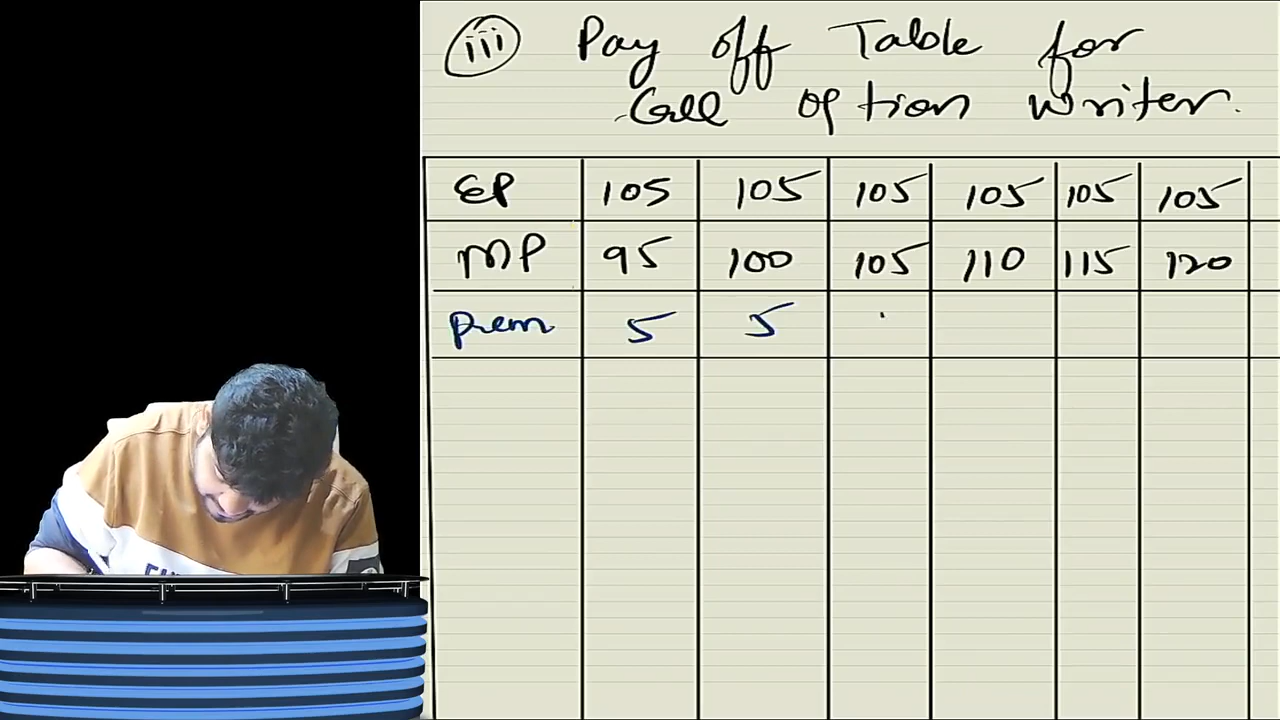 iii Pay off Table for
Call option writer.
EP 105 105 105 105 105 105
MP 95 100 105 110 115 120
Prem 5 5